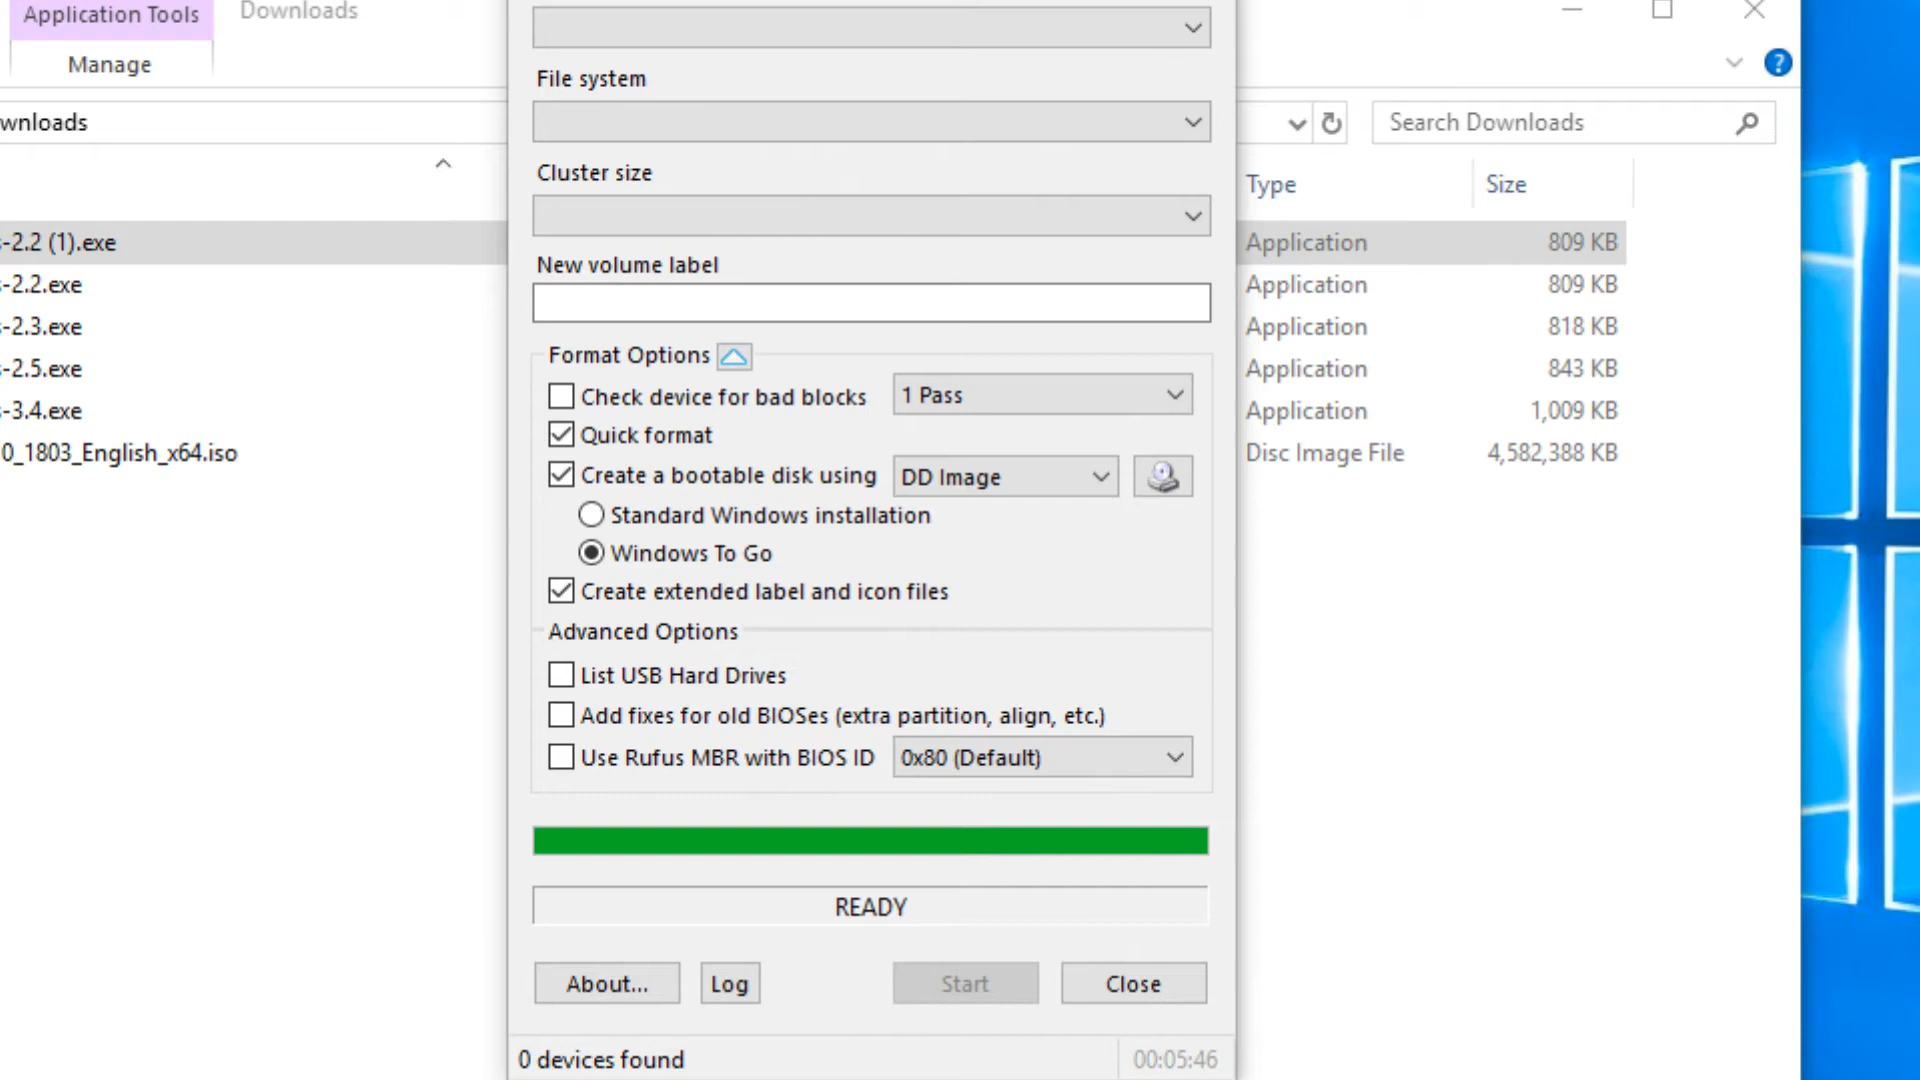 Application Tools
Downloads
Manage
?
wnloads
Search Downloads
Type
Size
-2.2 (1).exe
Application
809 KB
-2.2.exe
Application
809 KB
-2.3.exe
Application
818 KB
-2.5.exe
Application
843 KB
-3.4.exe
Application
1,009 KB
0_1803_English_x64.iso
Disc Image File
4,582,388 KB
File system
Cluster size
New volume label
Format Options
Check device for bad blocks
1 Pass
Quick format
Create a bootable disk using
DD Image
Standard Windows installation
Windows To Go
Create extended label and icon files
Advanced Options
List USB Hard Drives
Add fixes for old BIOSes (extra partition, align, etc.)
Use Rufus MBR with BIOS ID
0x80 (Default)
READY
About...
Log
Start
Close
0 devices found
00:05:46